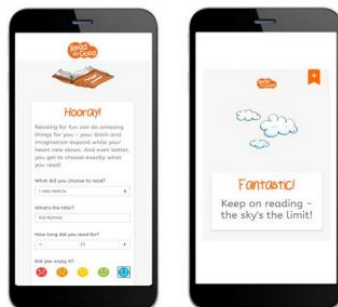 Read
for Good
Hooray!
Reading for fun can do amazing
things for you - your brain and
imagination expand while your
heart rate slows. And even better,
you get to choose exactly what
you read!
What did you choose to read?
I was read to
What's the title?
How long did you read for?
-
+
Did you enjoy it?
Read
for Good
+
Fantastic!
Keep on reading -
the sky's the limit!